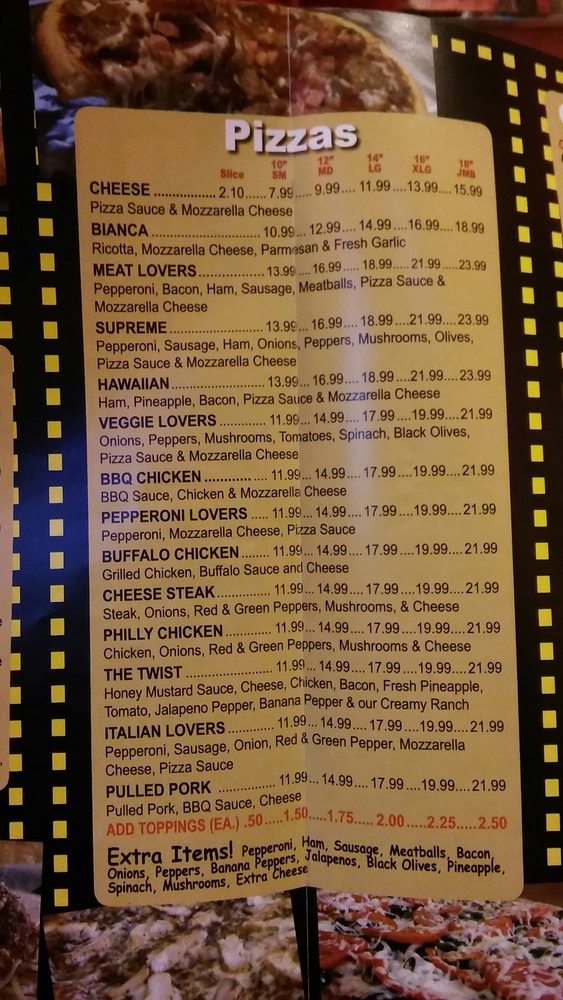 Pizzas
Slice 10" SM 12" MD 14" LG 16" XLG 18" JMB
CHEESE ................ 2.10...... 7.99.... 9.99.... 11.99 ....13.99.... 15.99
Pizza Sauce & Mozzarella Cheese
BIANCA ............................ 10.99... 12.99 .... 14.99 ....16.99....18.99
Ricotta, Mozzarella Cheese, Parmesan & Fresh Garlic
MEAT LOVERS................. 13.99.... 16.99 ..... 18.99.... 21.99 ....23.99
Pepperoni, Bacon, Ham, Sausage, Meatballs, Pizza Sauce &
Mozzarella Cheese
SUPREME ........................ 13.99... 16.99.... 18.99 ....21.99....23.99
Pepperoni, Sausage, Ham, Onions, Peppers, Mushrooms, Olives,
Pizza Sauce & Mozzarella Cheese
HAWAIIAN ....................... 13.99... 16.99.... 18.99 ....21.99....23.99
Ham, Pineapple, Bacon, Pizza Sauce & Mozzarella Cheese
VEGGIE LOVERS ............. 11.99... 14.99.... 17.99 ....19.99....21.99
Onions, Peppers, Mushrooms, Tomatoes, Spinach, Black Olives,
Pizza Sauce & Mozzarella Cheese
BBQ CHICKEN ............... 11.99... 14.99.... 17.99 ....19.99....21.99
BBQ Sauce, Chicken & Mozzarella Cheese
PEPPERONI LOVERS ..... 11.99... 14.99.... 17.99 ....19.99....21.99
Pepperoni, Mozzarella Cheese, Pizza Sauce
BUFFALO CHICKEN........ 11.99... 14.99.... 17.99 ....19.99....21.99
Grilled Chicken, Buffalo Sauce and Cheese
CHEESE STEAK............... 11.99... 14.99.... 17.99 ....19.99....21.99
Steak, Onions, Red & Green Peppers, Mushrooms, & Cheese
PHILLY CHICKEN ............. 11.99... 14.99.... 17.99 ....19.99....21.99
Chicken, Onions, Red & Green Peppers, Mushrooms & Cheese
THE TWIST ........................ 11.99... 14.99.... 17.99 ....19.99....21.99
Honey Mustard Sauce, Cheese, Chicken, Bacon, Fresh Pineapple,
Tomato, Jalapeno Pepper, Banana Pepper & our Creamy Ranch
ITALIAN LOVERS ............. 11.99... 14.99.... 17.99 ....19.99....21.99
Pepperoni, Sausage, Onion, Red & Green Pepper, Mozzarella
Cheese, Pizza Sauce
PULLED PORK ................. 11.99... 14.99.... 17.99 ....19.99....21.99
Pulled Pork, BBQ Sauce, Cheese
ADD TOPPINGS (EA.) .50 .....1.50.....1.75..... 2.00 .....2.25.....2.50
Extra Items! Pepperoni, Ham, Sausage, Meatballs, Bacon,
Onions, Peppers, Banana Peppers, Jalapenos, Black Olives, Pineapple,
Spinach, Mushrooms, Extra Cheese